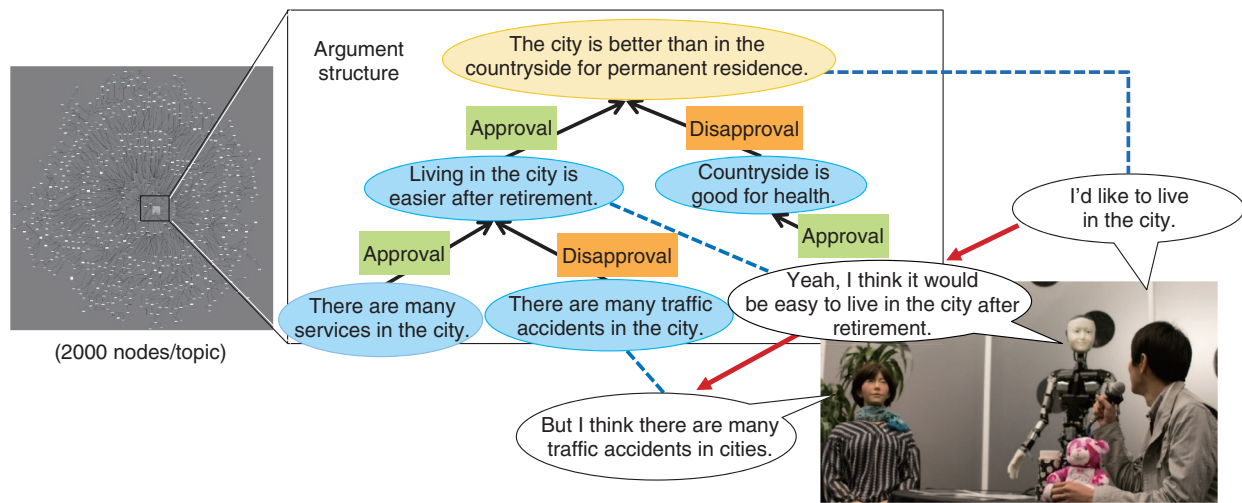 Argument
structure
The city is better than in the
countryside for permanent residence.
Approval
Disapproval
Living in the city is
easier after retirement.
Countryside is
good for health.
I’d like to live
in the city.
Approval
Disapproval
Approval
There are many
services in the city.
There are many traffic
accidents in the city.
Yeah, I think it would
be easy to live in the city after
retirement.
(2000 nodes/topic)
But I think there are many
traffic accidents in cities.